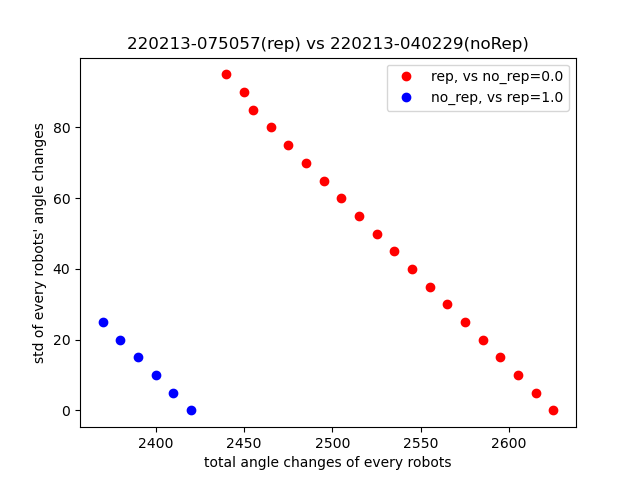 220213-075057(rep) vs 220213-040229(noRep)
rep, vs no_rep=0.0
no_rep, vs rep=1.0
std of every robots' angle changes
80
60
40
20
0
2400 2450 2500 2550 2600
total angle changes of every robots